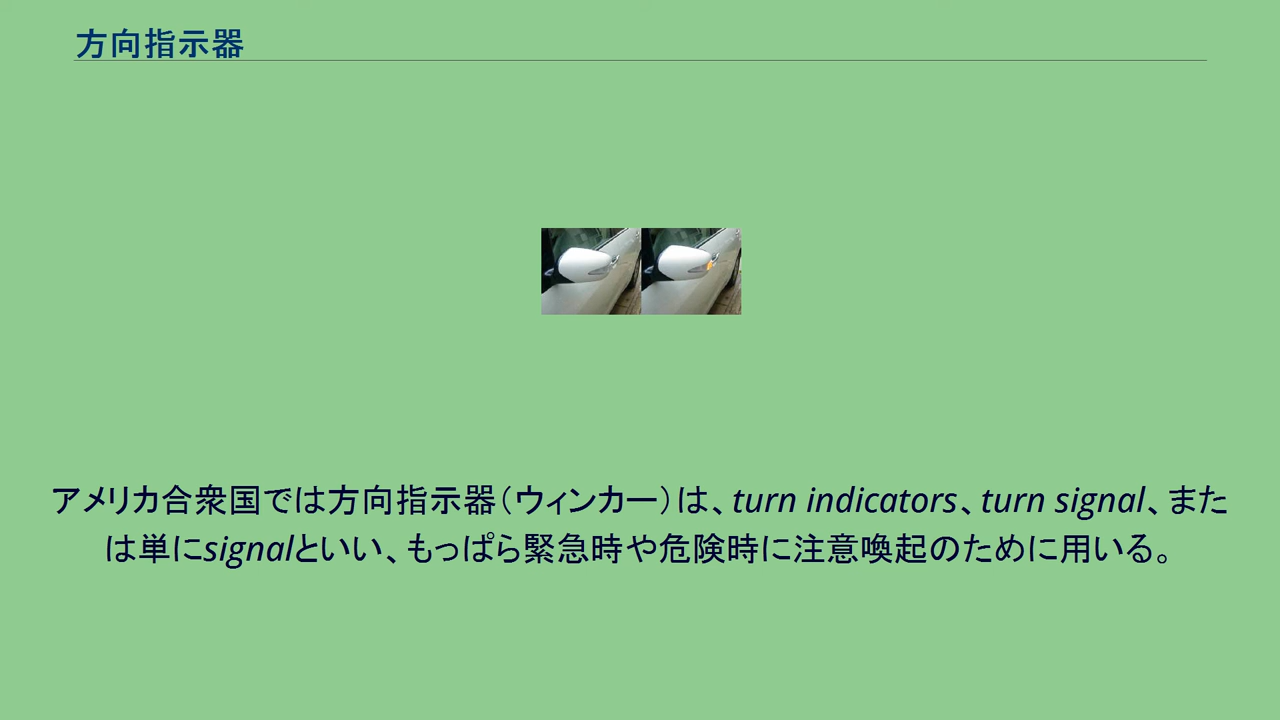 方向指示器
アメリカ合衆国では方向指示器（ウィンカー）は、turn indicators、turn signal、また
は単にsignalといい、もっぱら緊急時や危険時に注意喚起のために用いる。